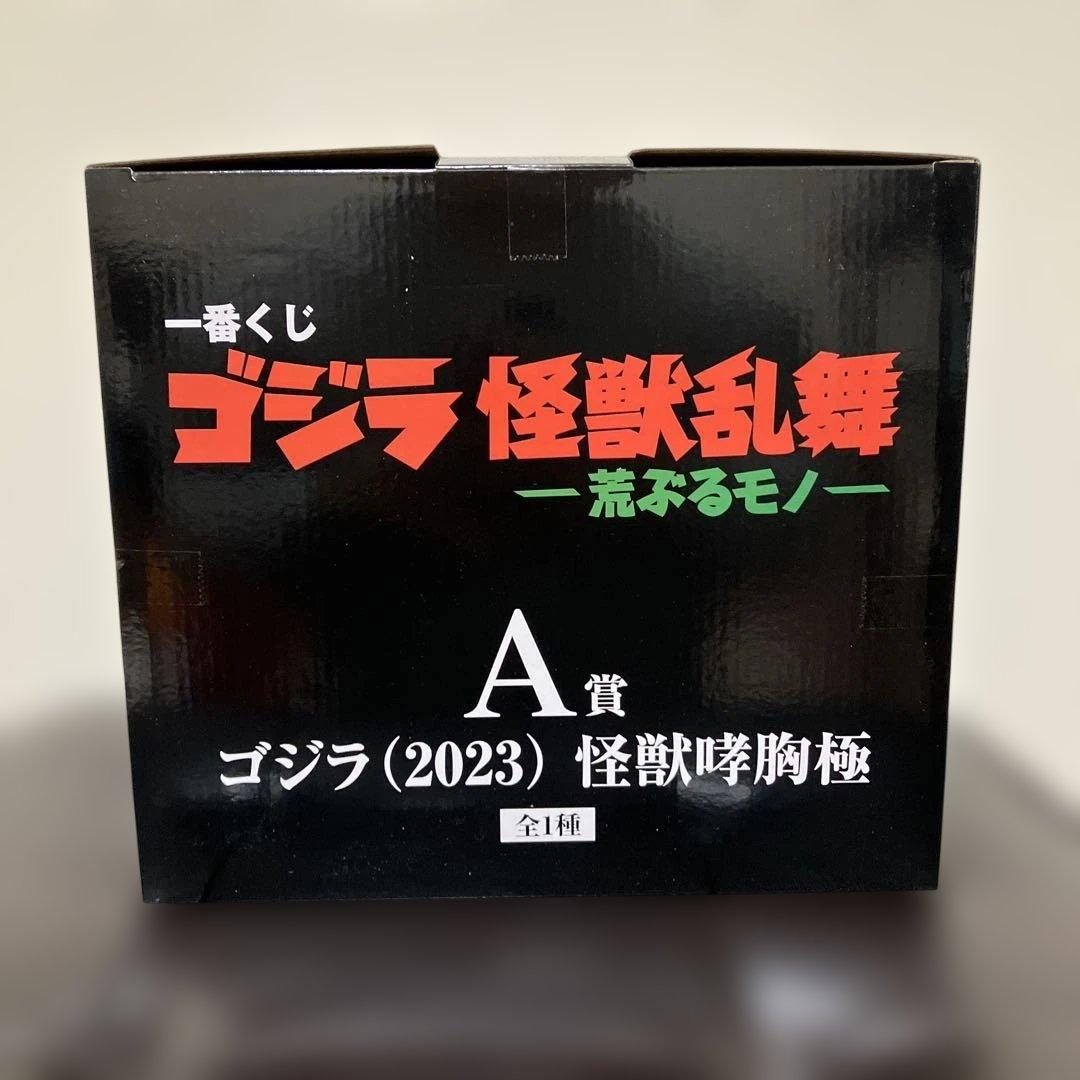 一番くじ
ゴジラ 怪獣乱舞
―荒ぶるモノ―
A賞
ゴジラ(2023) 怪獣哮胸極
全1種